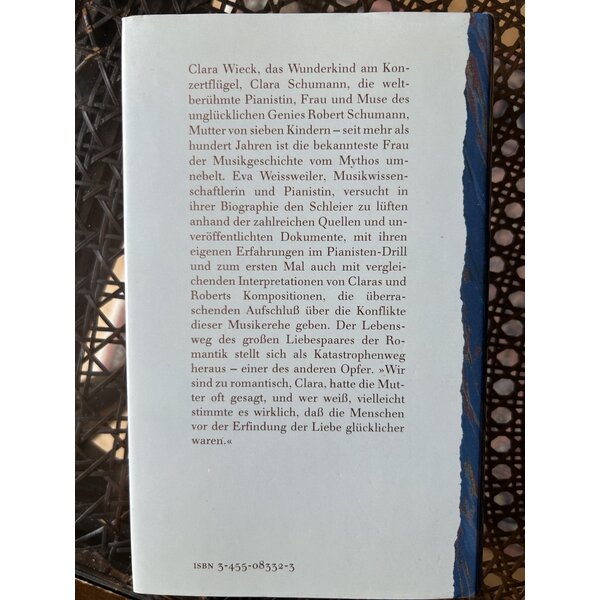 Clara Wieck, das Wunderkind am Kon-
zertflügel, Clara Schumann, die welt-
berühmte Pianistin, Frau und Muse des
unglücklichen Genies Robert Schumann,
Mutter von sieben Kindern – seit mehr als
hundert Jahren ist die bekannteste Frau
der Musikgeschichte vom Mythos um-
nebelt. Eva Weissweiler, Musikwissen-
schaftlerin und Pianistin, versucht in
ihrer Biographie den Schleier zu lüften
anhand der zahlreichen Quellen und un-
veröffentlichten Dokumente, mit ihren
eigenen Erfahrungen im Pianisten-Drill
und zum ersten Mal auch mit verglei-
chenden Interpretationen von Claras und
Roberts Kompositionen, die überra-
schenden Aufschluß über die Konflikte
dieser Musikerehe geben. Der Lebens-
weg des großen Liebespaares der Ro-
mantik stellt sich als Katastrophenweg
heraus – einer des anderen Opfer. »Wir
sind zu romantisch, Clara, hatte die Mut-
ter oft gesagt, und wer weiß, vielleicht
stimmte es wirklich, daß die Menschen
vor der Erfindung der Liebe glücklicher
waren.«
ISBN 3-455-08332-3